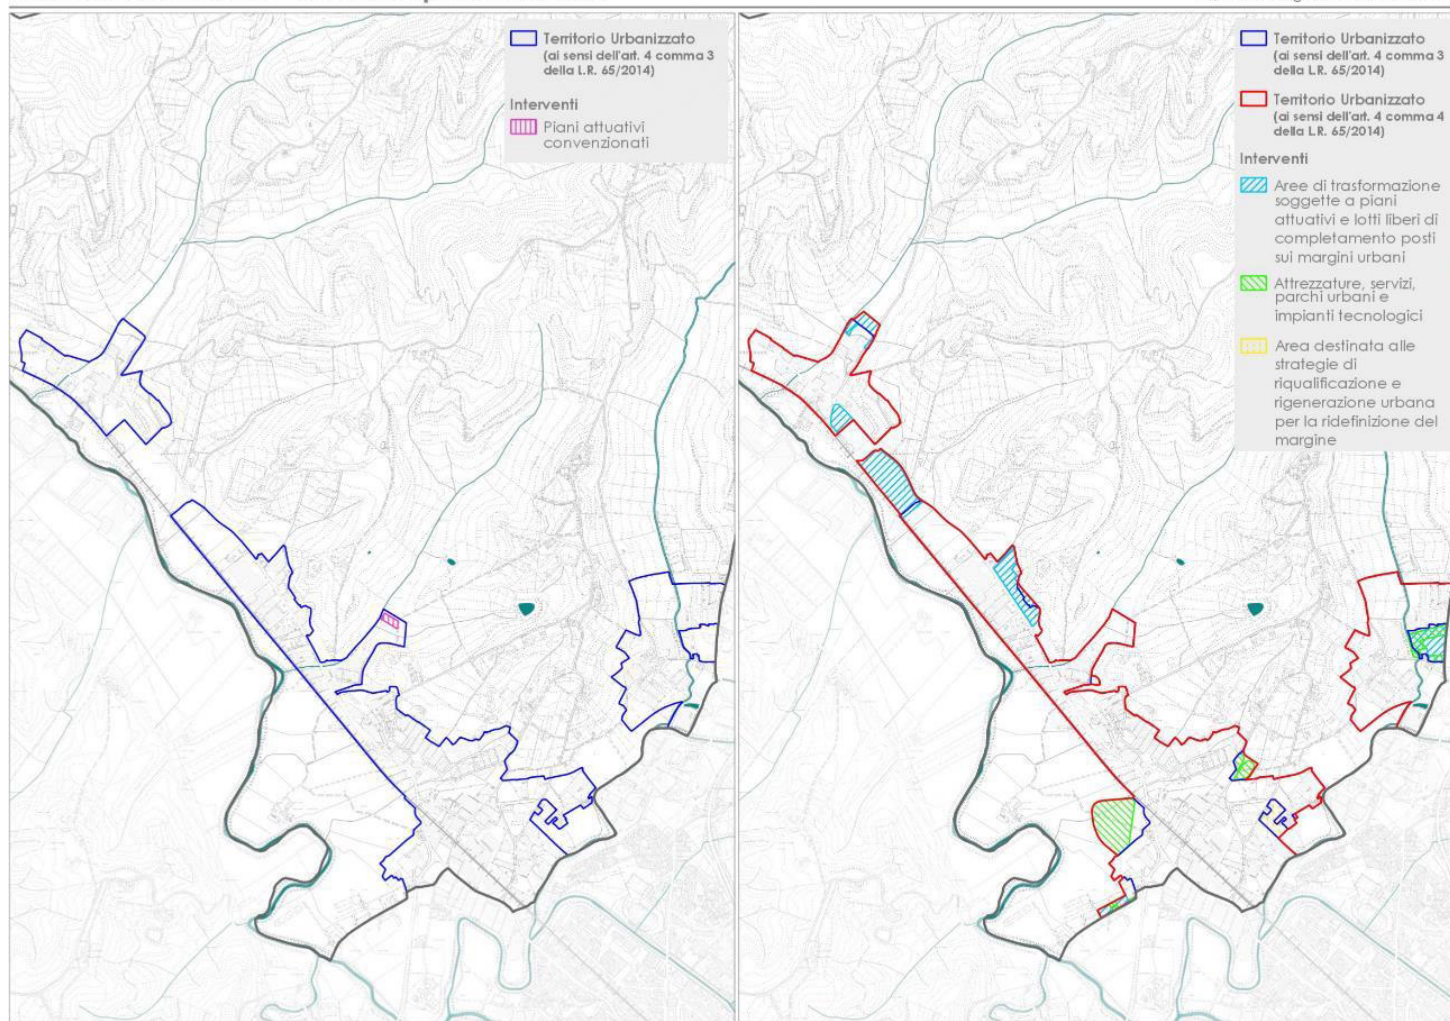 Territorio Urbanizzato
(ai sensi dell'art. 4 comma 3
della L.R. 65/2014)
Interventi
Piani attuativi
convenzionati
Territorio Urbanizzato
(ai sensi dell'art. 4 comma 3
della L.R. 65/2014)
Territorio Urbanizzato
(ai sensi dell'art. 4 comma 4
della L.R. 65/2014)
Interventi
Aree di trasformazione
soggette a piani
attuativi e lotti liberi di
completamento posti
sui margini urbani
Attrezzature, servizi,
parchi urbani e
impianti tecnologici
Area destinata alle
strategie di
riqualificazione e
rigenerazione urbana
per la ridefinizione del
margine